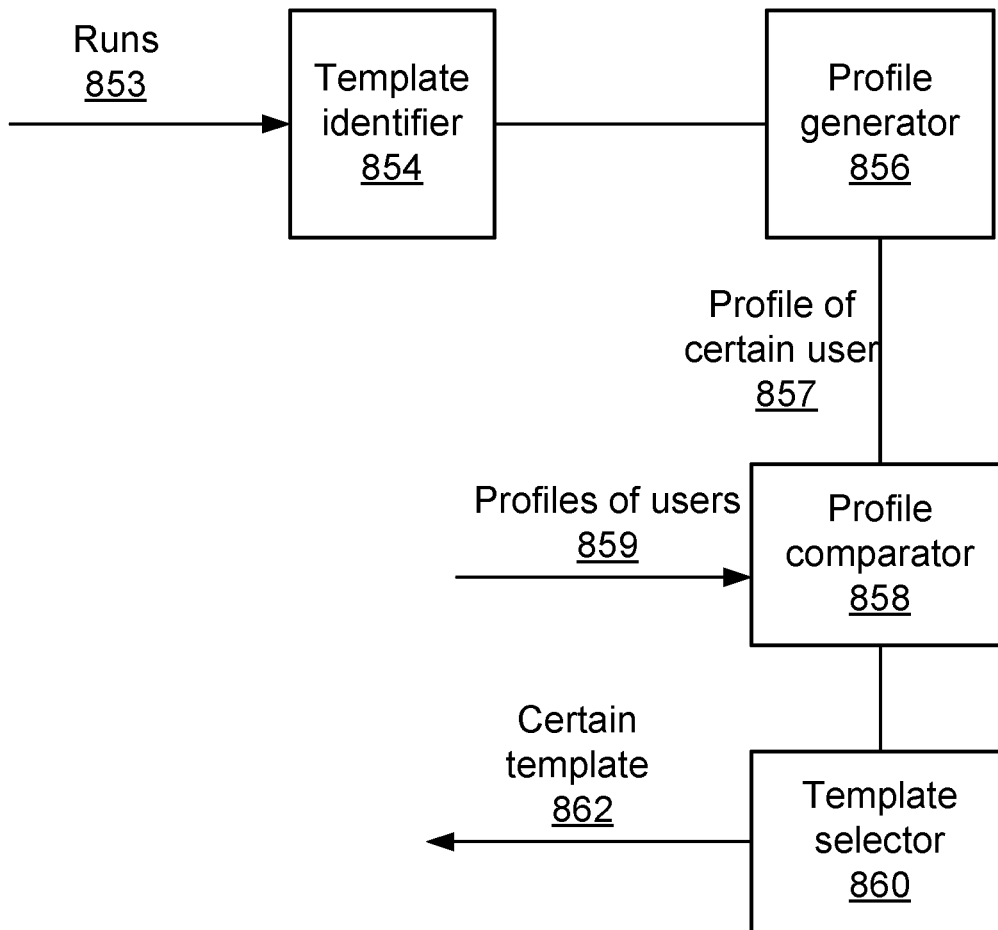 Runs
853
Template
identifier
854
Profile
generator
856
Profile of
certain user
857
Profiles of users
859
Profile
comparator
858
Certain
template
862
Template
selector
860